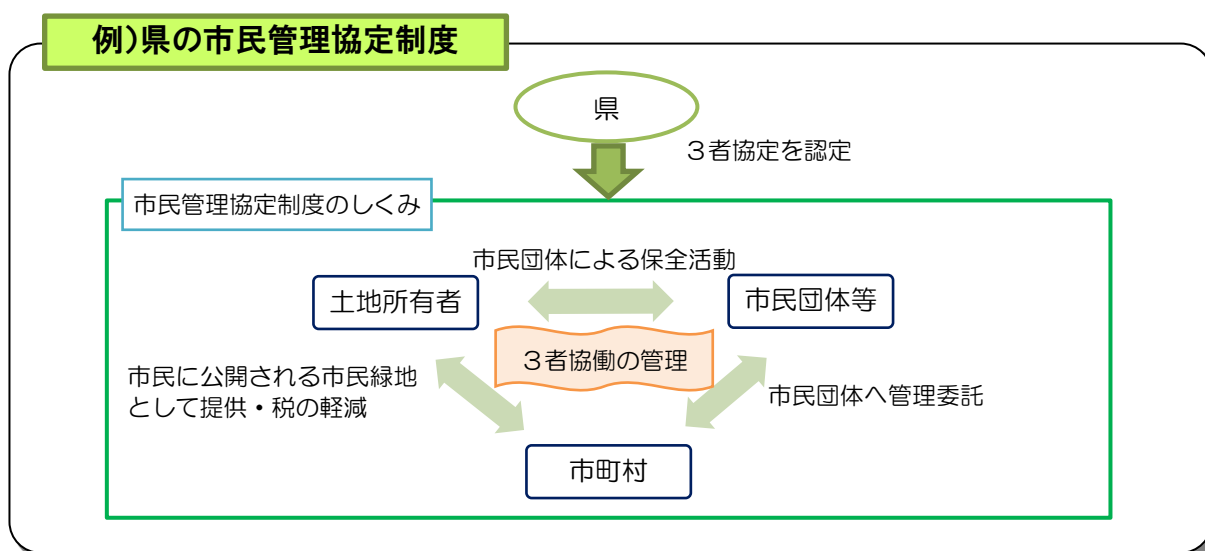 例)県の市民管理協定制度
県
３者協定を認定
市民管理協定制度のしくみ
市民団体による保全活動
土地所有者
市民団体等
３者協働の管理
市民に公開される市民緑地
として提供・税の軽減
市民団体へ管理委託
市町村